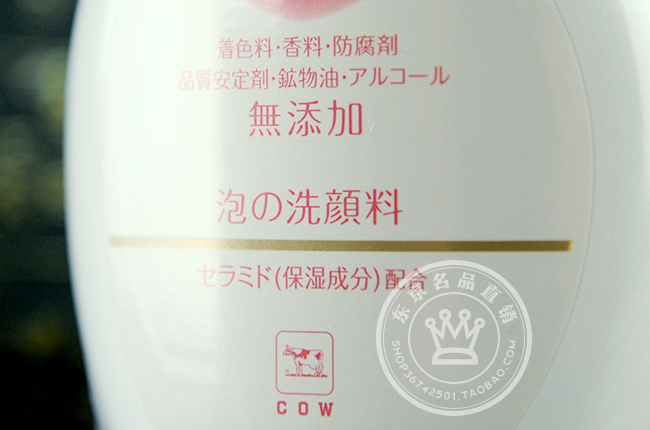 着色料・香料・防腐剤
品質安定剤・鉱物油・アルコール
無添加
泡の洗顔料
セラミド(保湿成分)配合
COW
东京名品直销
SHOP36742501.TAOBAO.COM